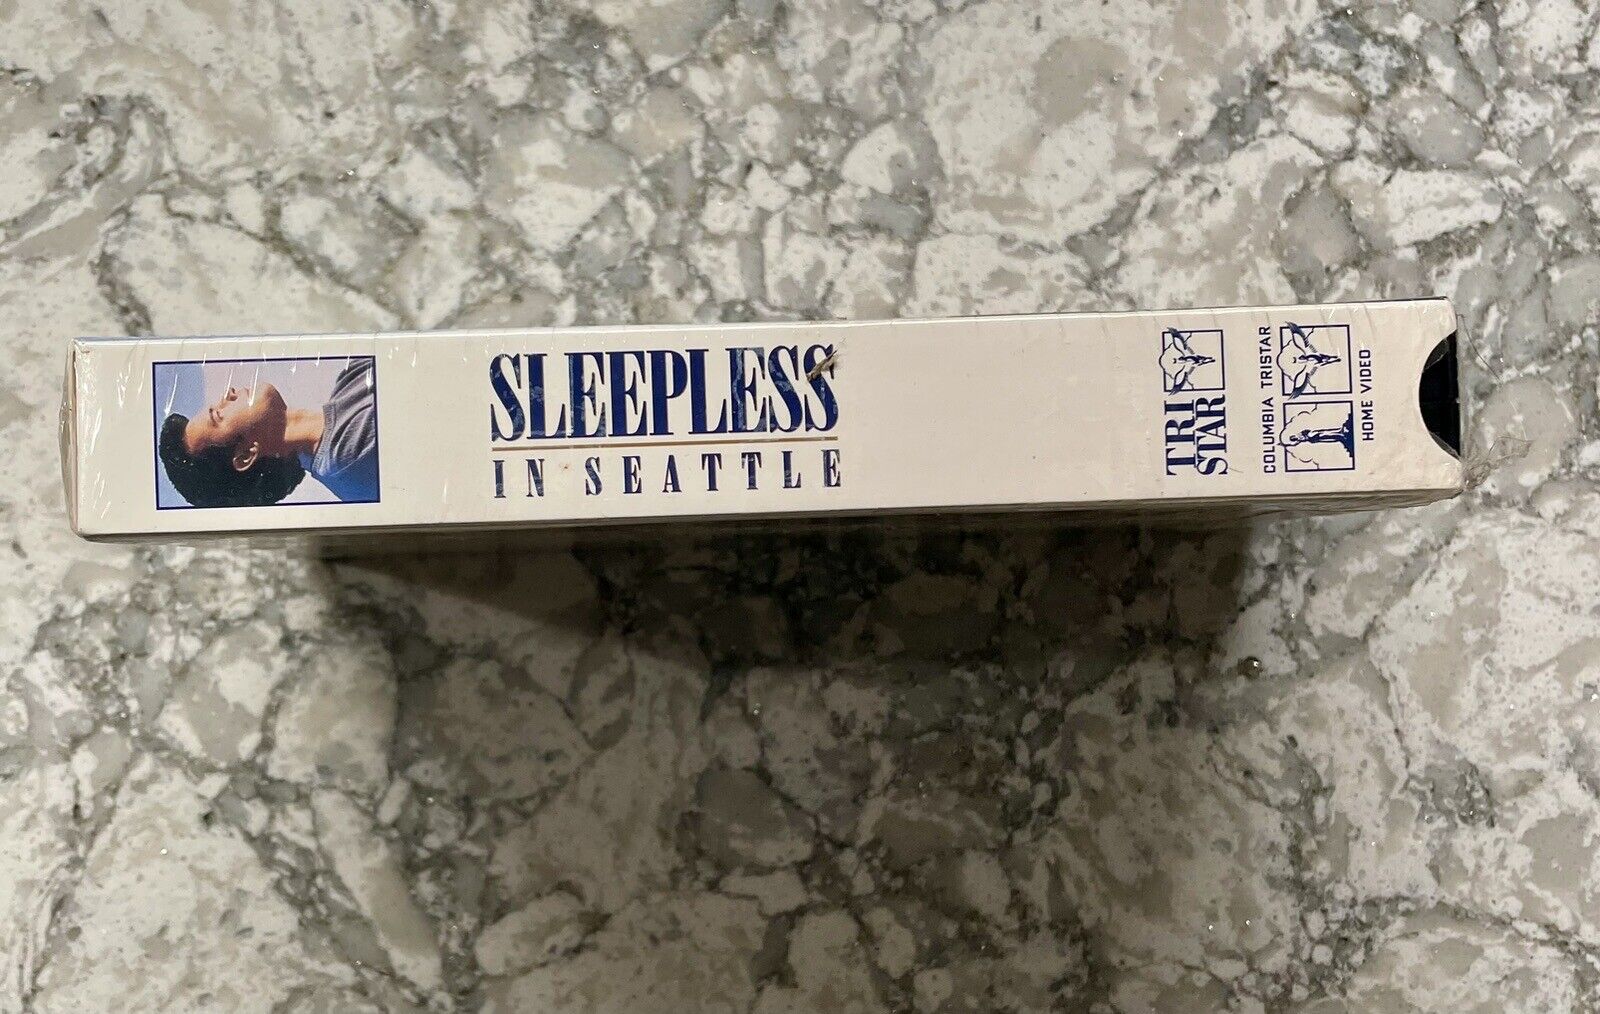 SLEEPLESS
IN SEATTLE
TRI
STAR
COLUMBIA TRISTAR
HOME VIDEO